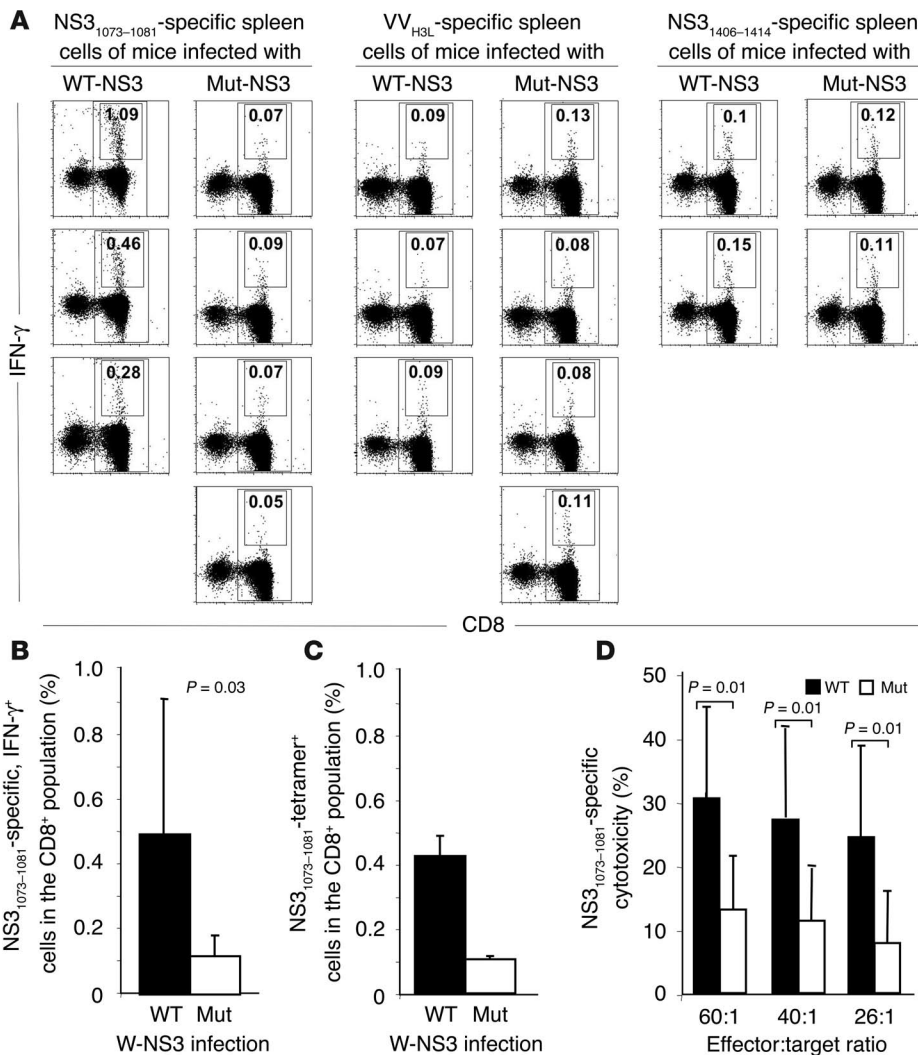 A
NS3₁₀₇₃₋₁₀₈₁-specific spleen
cells of mice infected with
WT-NS3 Mut-NS3
VV_H3L-specific spleen
cells of mice infected with
WT-NS3 Mut-NS3
NS3₁₄₀₆₋₁₄₁₄-specific spleen
cells of mice infected with
WT-NS3 Mut-NS3
1.09 0.07 0.09 0.13 0.1 0.12
0.46 0.09 0.07 0.08 0.15 0.11
0.28 0.07 0.09 0.08
0.05 0.11
IFN-γ
CD8
B
NS3₁₀₇₃₋₁₀₈₁-specific, IFN-γ⁺
cells in the CD8⁺ population (%)
1.0
0.8
0.6
0.4
0.2
0
P = 0.03
WT Mut
W-NS3 infection
C
NS3₁₀₇₃₋₁₀₈₁-tetramer⁺
cells in the CD8⁺ population (%)
1.0
0.8
0.6
0.4
0.2
0
WT Mut
W-NS3 infection
D
NS3₁₀₇₃₋₁₀₈₁-specific
cytotoxicity (%)
50
40
30
20
10
0
WT Mut
P = 0.01
P = 0.01
P = 0.01
60:1 40:1 26:1
Effector:target ratio